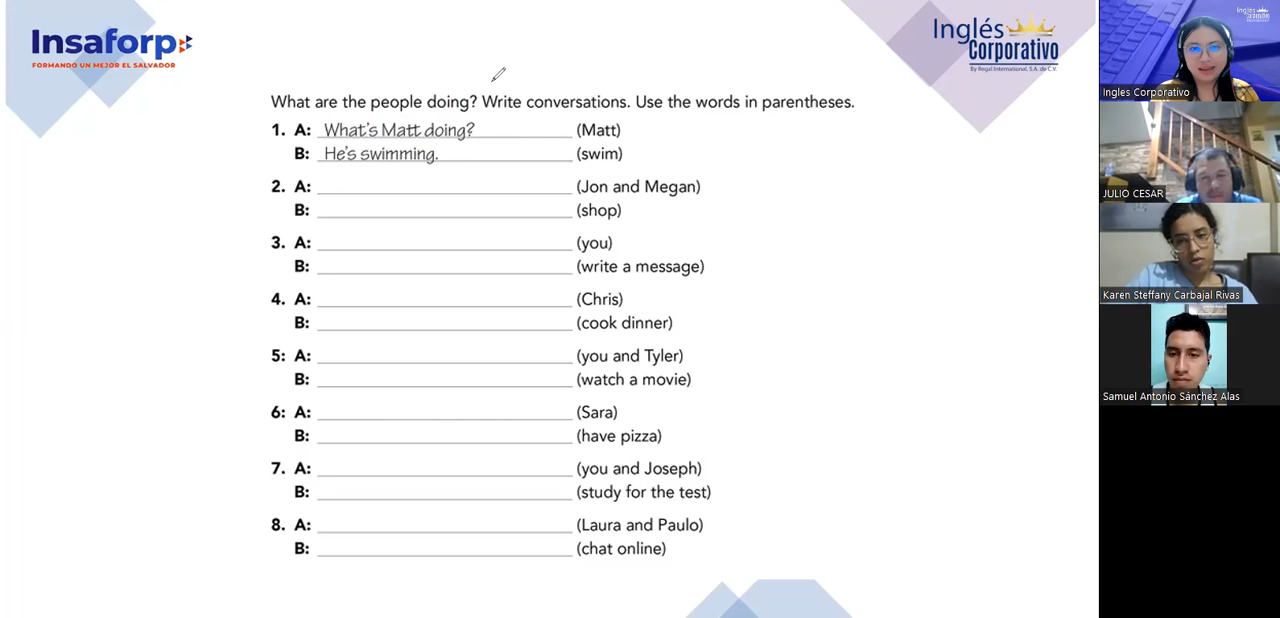 Insaforp
FORMANDO UN MEJOR EL SALVADOR
Inglés
Corporativo
By Regal International, S.A. de C.V.
What are the people doing? Write conversations. Use the words in parentheses.
1. A: What's Matt doing? (Matt)
B: He's swimming. (swim)
2. A: (Jon and Megan)
B: (shop)
3. A: (you)
B: (write a message)
4. A: (Chris)
B: (cook dinner)
5: A: (you and Tyler)
B: (watch a movie)
6: A: (Sara)
B: (have pizza)
7. A: (you and Joseph)
B: (study for the test)
8. A: (Laura and Paulo)
B: (chat online)
Inglés
Ingles Corporativo
JULIO CESAR
Karen Steffany Carbajal Rivas
Samuel Antonio Sánchez Alas